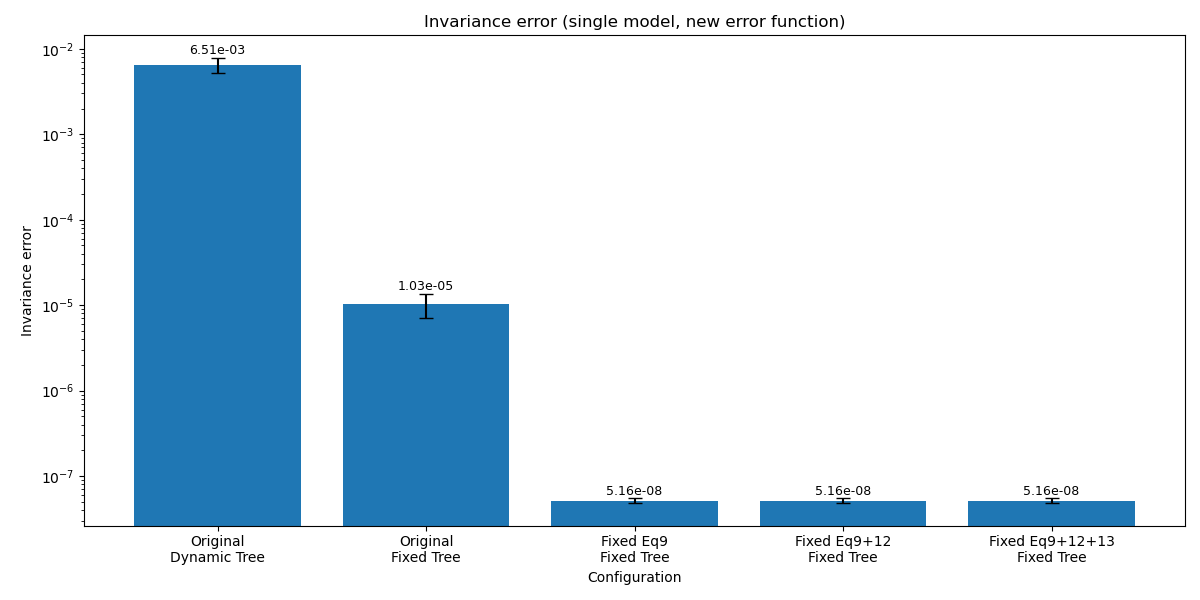 Invariance error (single model, new error function)
10⁻²
10⁻³
10⁻⁴
10⁻⁵
10⁻⁶
10⁻⁷
Invariance error
6.51e-03
1.03e-05
5.16e-08
5.16e-08
5.16e-08
Original
Dynamic Tree
Original
Fixed Tree
Fixed Eq9
Fixed Tree
Fixed Eq9+12
Fixed Tree
Fixed Eq9+12+13
Fixed Tree
Configuration